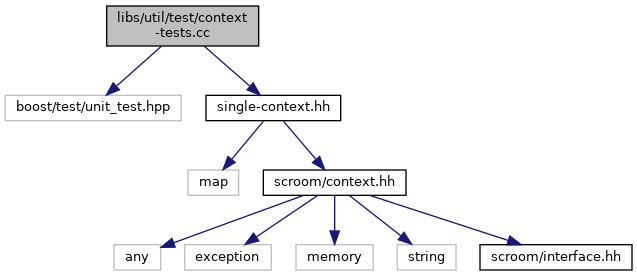 libs/util/test/context
-tests.cc
boost/test/unit_test.hpp
single-context.hh
map
scroom/context.hh
any
exception
memory
string
scroom/interface.hh